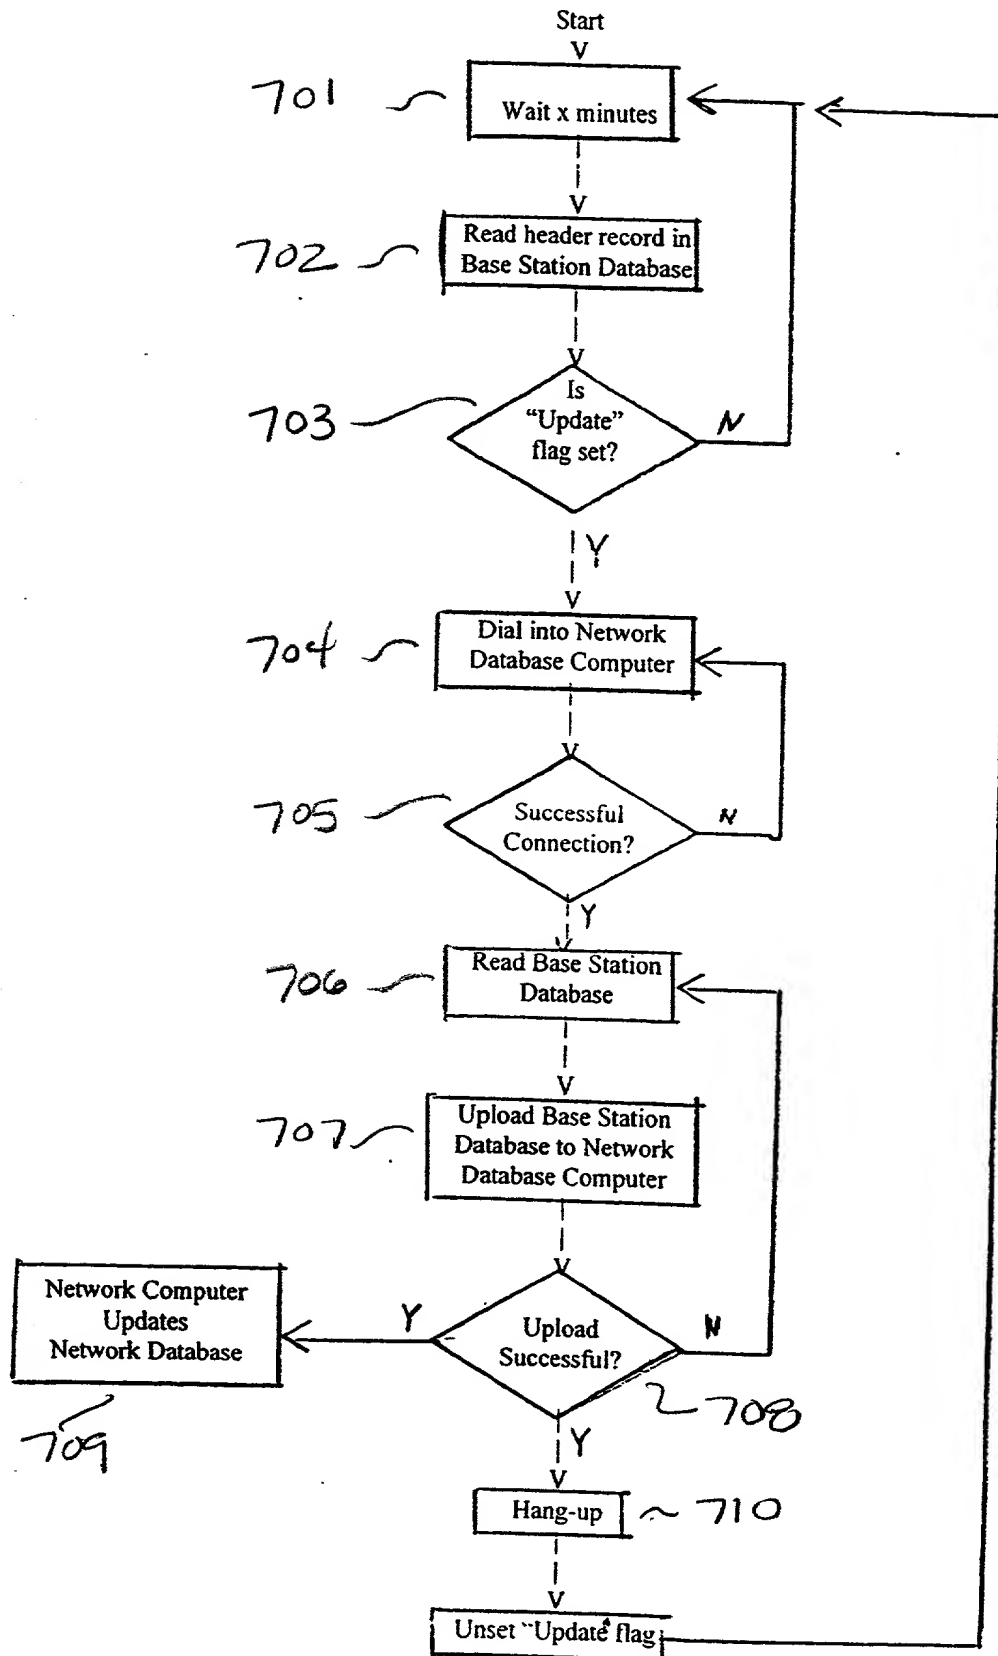 Start
V
701
Wait x minutes
V
702
Read header record in
Base Station Database
V
703
Is
"Update"
flag set?
N
Y
V
704
Dial into Network
Database Computer
V
705
Successful
Connection?
N
Y
V
706
Read Base Station
Database
V
707
Upload Base Station
Database to Network
Database Computer
V
Network Computer
Updates
Network Database
Y
Upload
Successful?
N
708
709
Y
V
Hang-up
710
V
Unset "Update" flag